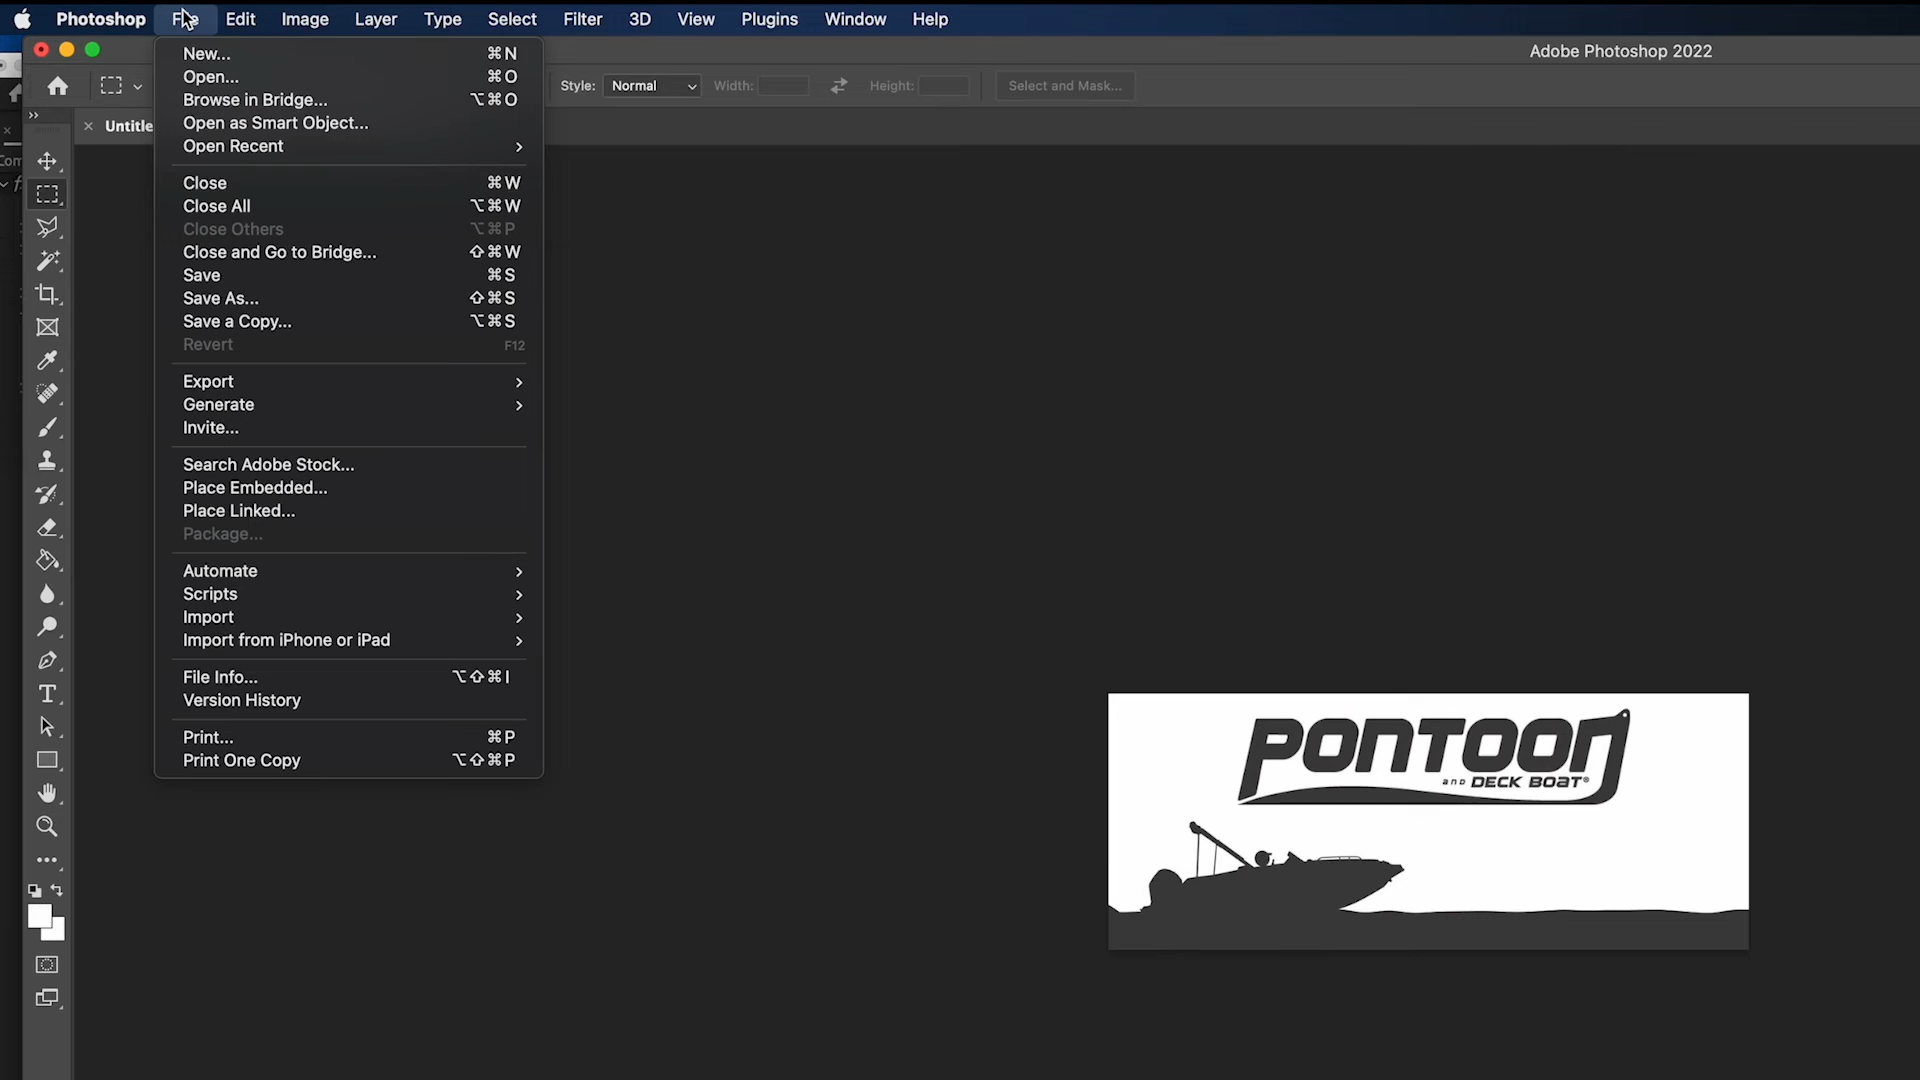 Photoshop File Edit Image Layer Type Select Filter 3D View Plugins Window Help
Adobe Photoshop 2022
Style: Normal Width: Height: Select and Mask...
Untitle
New... ⌘N
Open... ⌘O
Browse in Bridge... ⌥⌘O
Open as Smart Object...
Open Recent
Close ⌘W
Close All ⌥⌘W
Close Others ⌥⌘P
Close and Go to Bridge... ⇧⌘W
Save ⌘S
Save As... ⇧⌘S
Save a Copy... ⌥⌘S
Revert F12
Export
Generate
Invite...
Search Adobe Stock...
Place Embedded...
Place Linked...
Package...
Automate
Scripts
Import
Import from iPhone or iPad
File Info... ⌥⇧⌘I
Version History
Print... ⌘P
Print One Copy ⌥⇧⌘P
PONTOON
AND DECK BOAT®